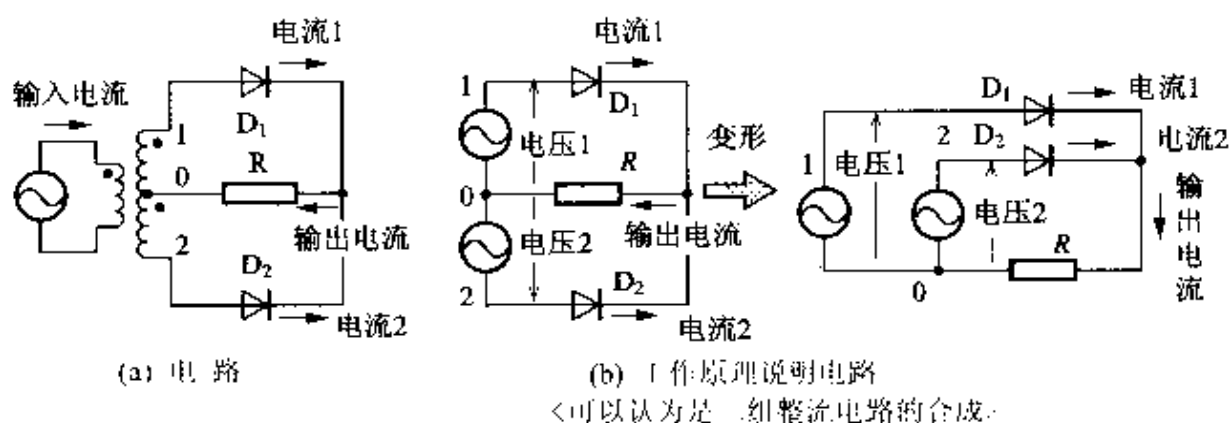 电流1
输入电流
D₁
1
0
R
输出电流
2
D₂
电流2
(a) 电 路
电流1
1
D₁
电压1
变形
0
R
电压2
输出电流
2
D₂
电流2
D₁
电流1
2
D₂
电流2
1
电压1
电压2
输出电流
R
0
(b) 工作原理说明电路
<可以认为是二组整流电路的合成>